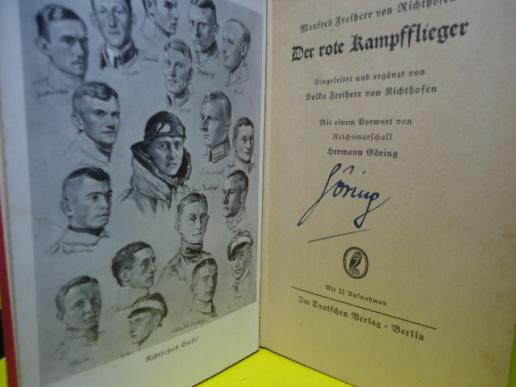 Richthofens Staffel
Manfred Freiherr von Richthofen
Der rote Kampfflieger
Eingeleitet und ergänzt von
Bolko Freiherr von Richthofen
Mit einem Vorwort von
Reichsmarschall
Hermann Göring
Göring
Mit 32 Aufnahmen
Im Deutschen Verlag · Berlin